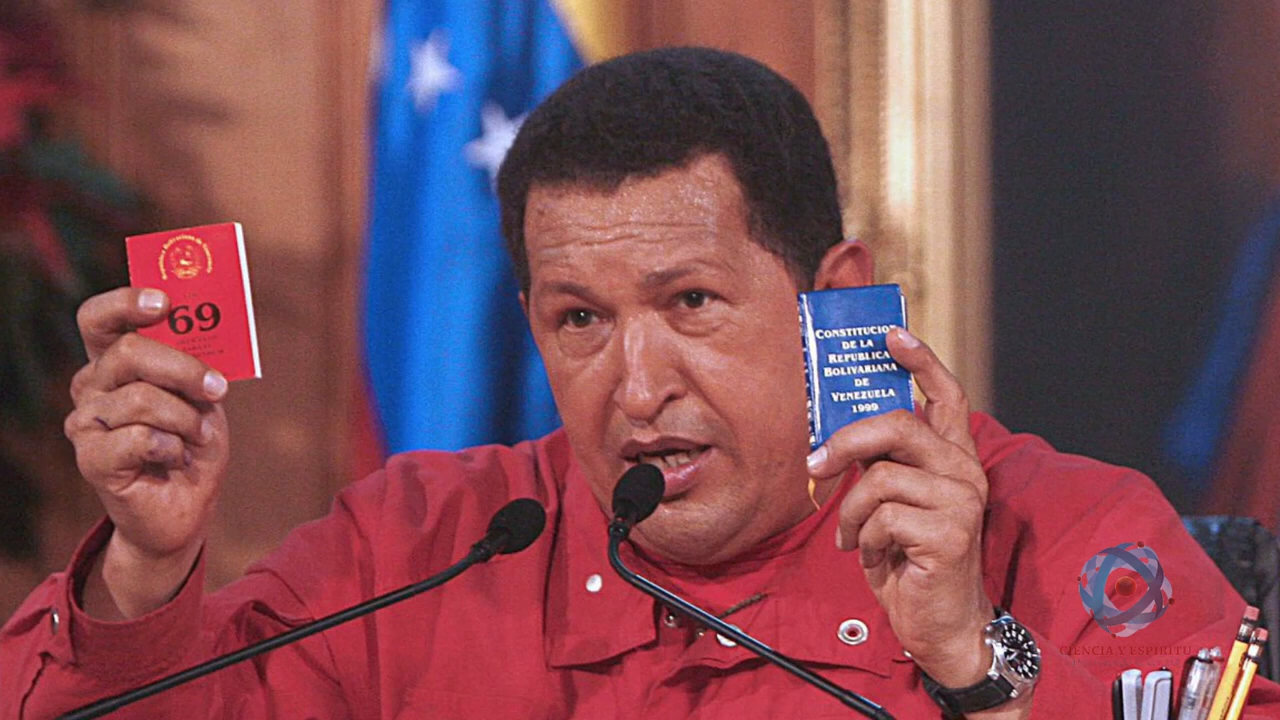 69
CONSTITUCION
DE LA
REPUBLICA
BOLIVARIANA
DE
VENEZUELA
1999
CIENCIA Y ESPIRITU